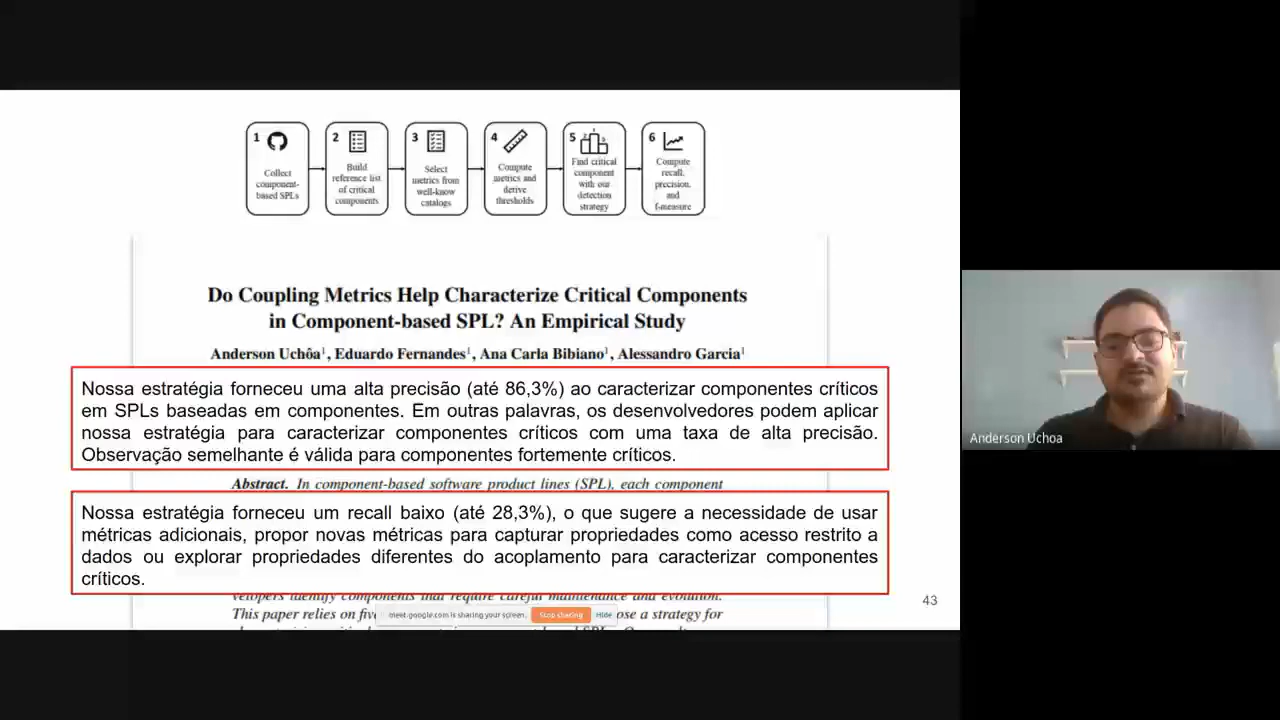 1
Collect
component-
based SPLs
2
Build
reference list
of critical
components
3
Select
metrics from
well-know
catalogs
4
Compute
metrics and
derive
thresholds
5
Find critical
component
with our
detection
strategy
6
Compute
recall,
precision,
and
f-measure
Do Coupling Metrics Help Characterize Critical Components
in Component-based SPL? An Empirical Study
Anderson Uchôa¹, Eduardo Fernandes¹, Ana Carla Bibiano¹, Alessandro Garcia¹
Nossa estratégia forneceu uma alta precisão (até 86,3%) ao caracterizar componentes críticos
em SPLs baseadas em componentes. Em outras palavras, os desenvolvedores podem aplicar
nossa estratégia para caracterizar componentes críticos com uma taxa de alta precisão.
Observação semelhante é válida para componentes fortemente críticos.
Abstract. In component-based software product lines (SPL), each component
Nossa estratégia forneceu um recall baixo (até 28,3%), o que sugere a necessidade de usar
métricas adicionais, propor novas métricas para capturar propriedades como acesso restrito a
dados ou explorar propriedades diferentes do acoplamento para caracterizar componentes
críticos.
velopers identify components that require careful maintenance and evolution.
This paper relies on five ose a strategy for
meet.google.com is sharing your screen. Stop sharing Hide
43
Anderson Uchoa